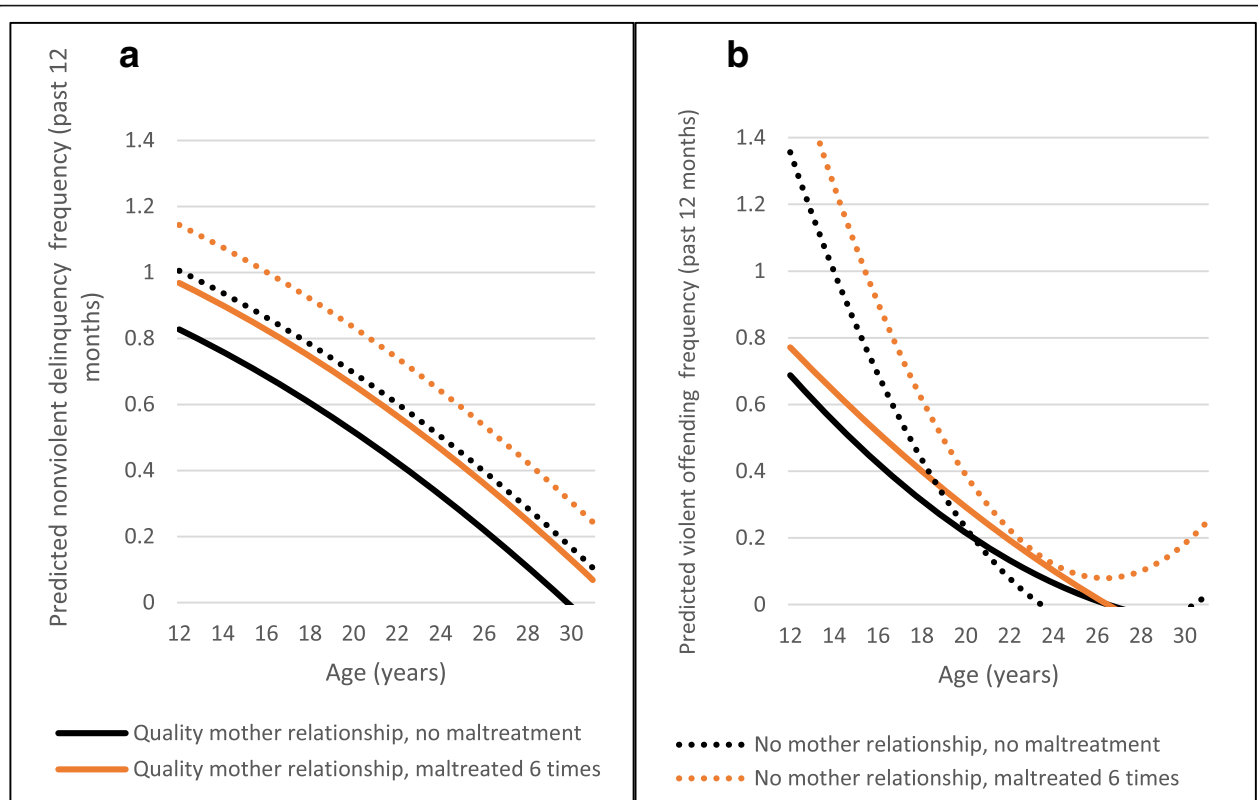 a
Predicted nonviolent delinquency frequency (past 12
months)
1.4
1.2
1
0.8
0.6
0.4
0.2
0
12 14 16 18 20 22 24 26 28 30
Age (years)
Quality mother relationship, no maltreatment
Quality mother relationship, maltreated 6 times
b
Predicted violent offending frequency (past 12 months)
1.4
1.2
1
0.8
0.6
0.4
0.2
0
12 14 16 18 20 22 24 26 28 30
Age (years)
No mother relationship, no maltreatment
No mother relationship, maltreated 6 times